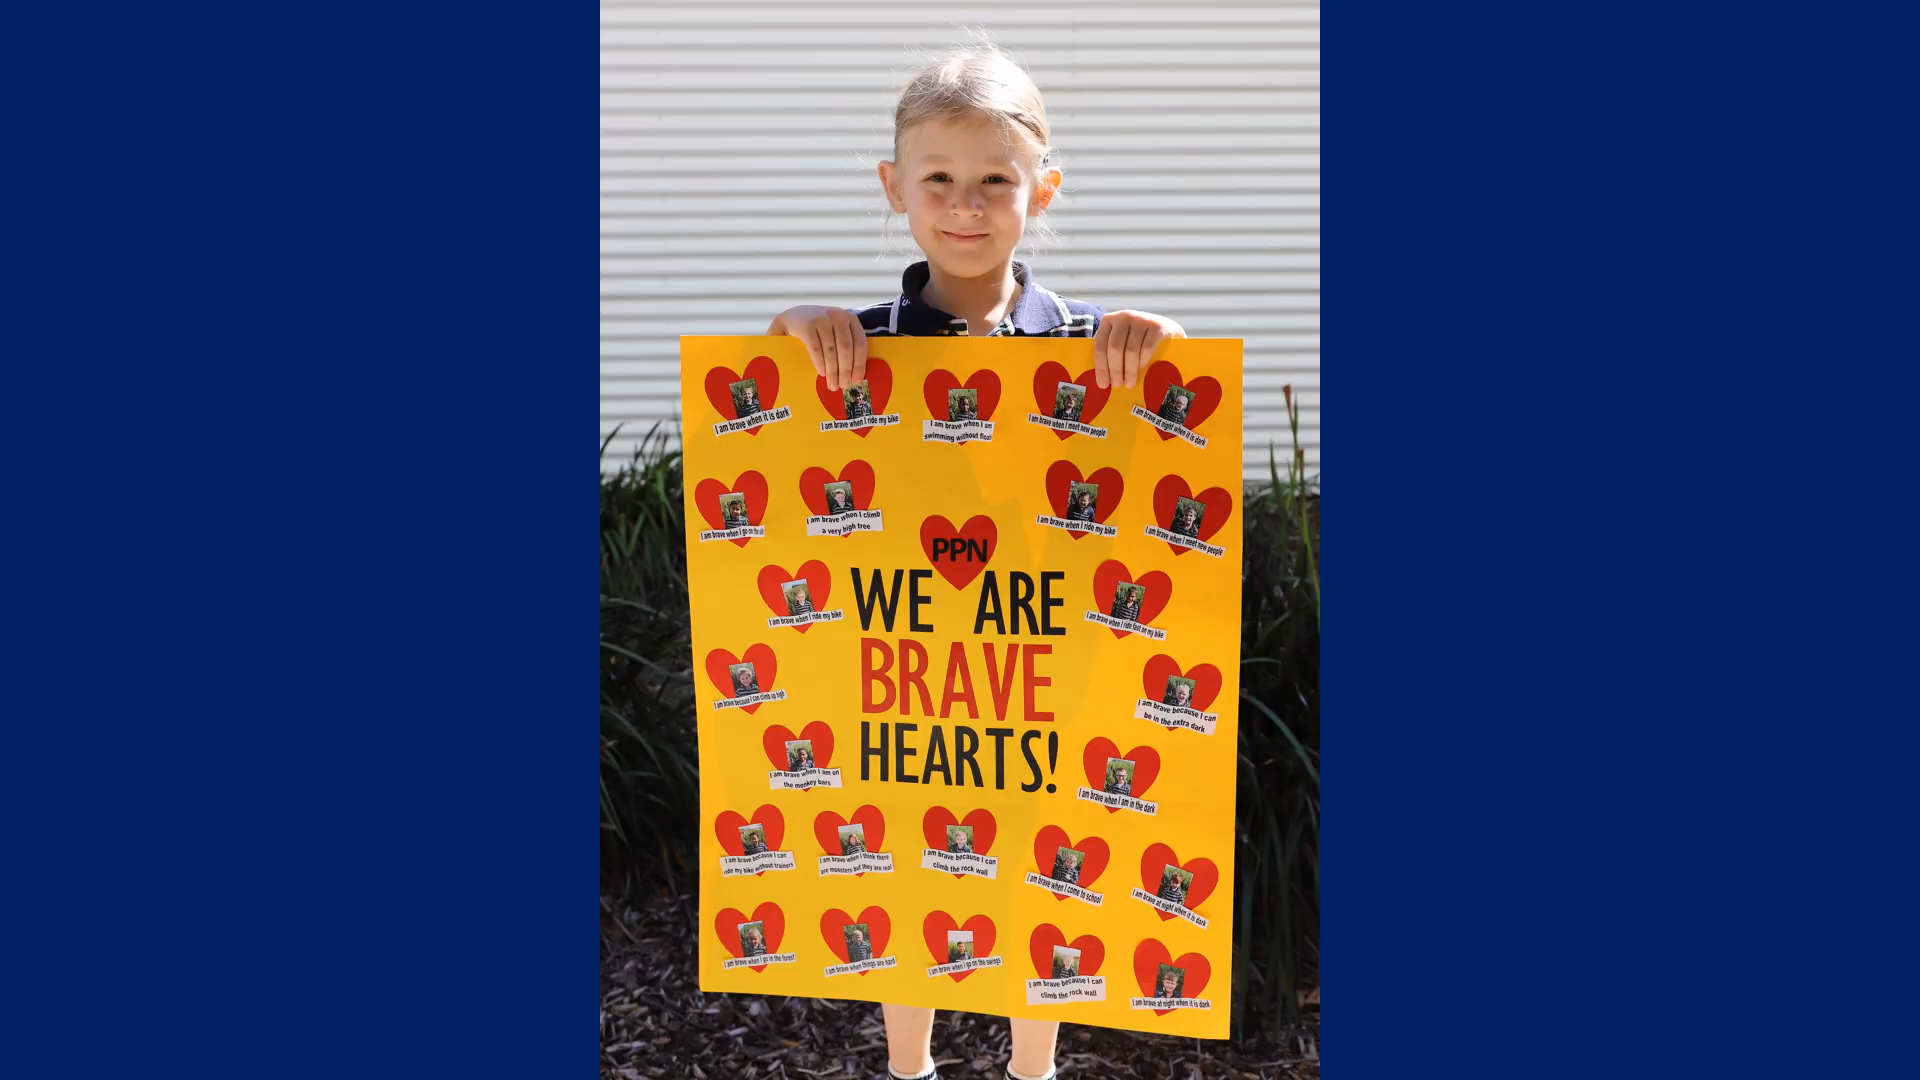 I am brave when it is dark
I am brave when I ride my bike
I am brave when I am
swimming without float
I am brave when I meet new people
I am brave at night when it is dark
I am brave when I go on the
I am brave when I climb
a very high tree
I am brave when I ride my bike
I am brave when I meet new people
PPN
WE ARE
BRAVE
HEARTS!
I am brave when I ride my bike
I am brave when I ride fast on my bike
I am brave because I can climb up high
I am brave because I can
be in the extra dark
I am brave when I am on
the monkey bars
I am brave when I am in the dark
I am brave because I can
ride my bike without trainers
I am brave when I think there
are monsters but they are real
I am brave because I can
climb the rock wall
I am brave when I come to school
I am brave at night when it is dark
I am brave when I go in the forest
I am brave when things are hard
I am brave when I go on the swings
I am brave because I can
climb the rock wall
I am brave at night when it is dark